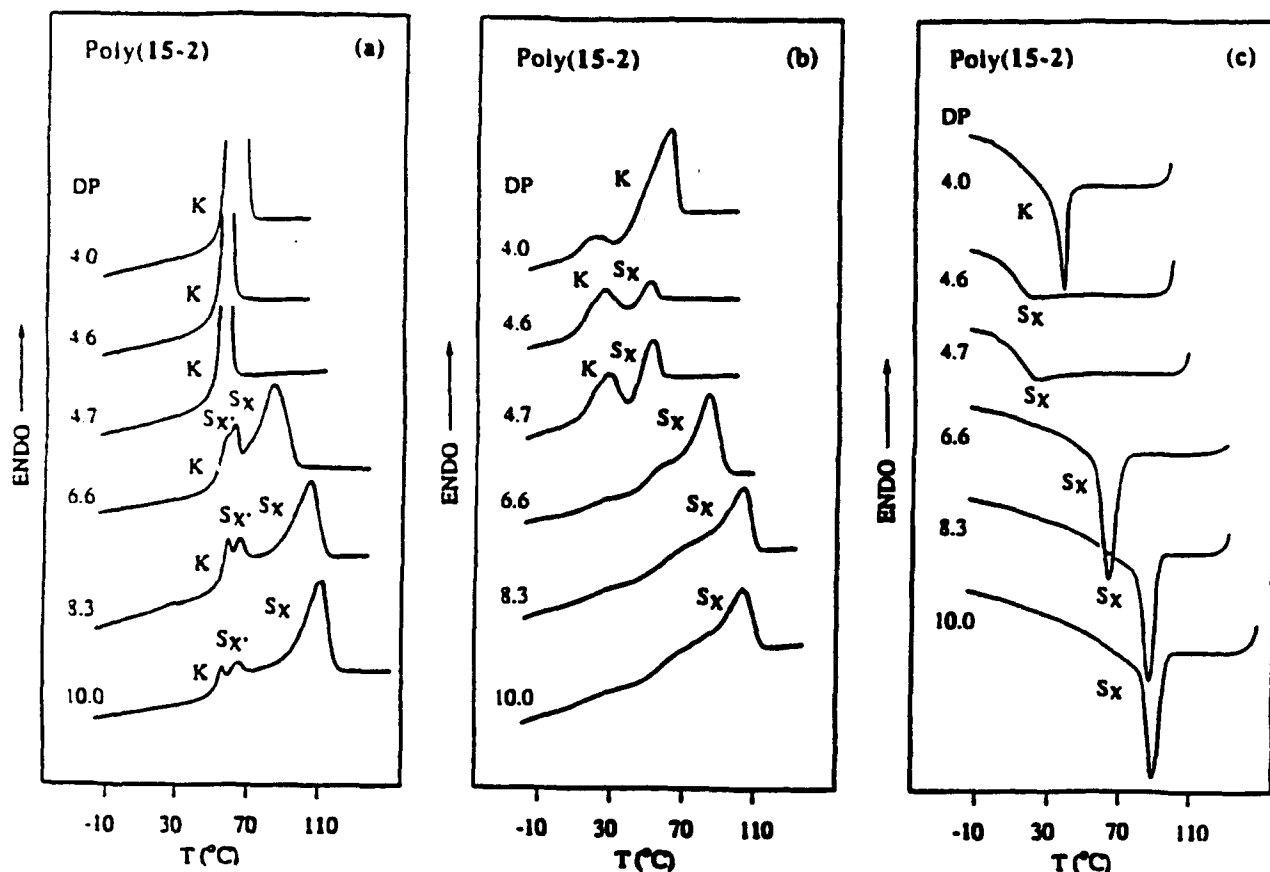 Poly(15-2) (a)
DP
K
4.0
K
4.6
K
4.7
Sx' Sx
K
6.6
Sx' Sx
K
8.3
Sx
Sx'
K
10.0
ENDO
-10 30 70 110
T (°C)
Poly(15-2) (b)
DP
K
4.0
Sx
K
4.6
Sx
K
4.7
Sx
6.6
Sx
8.3
Sx
10.0
ENDO
-10 30 70 110
T (°C)
Poly(15-2) (c)
DP
4.0
K
4.6
Sx
4.7
Sx
6.6
Sx
8.3
Sx
10.0
Sx
ENDO
-10 30 70 110
T (°C)